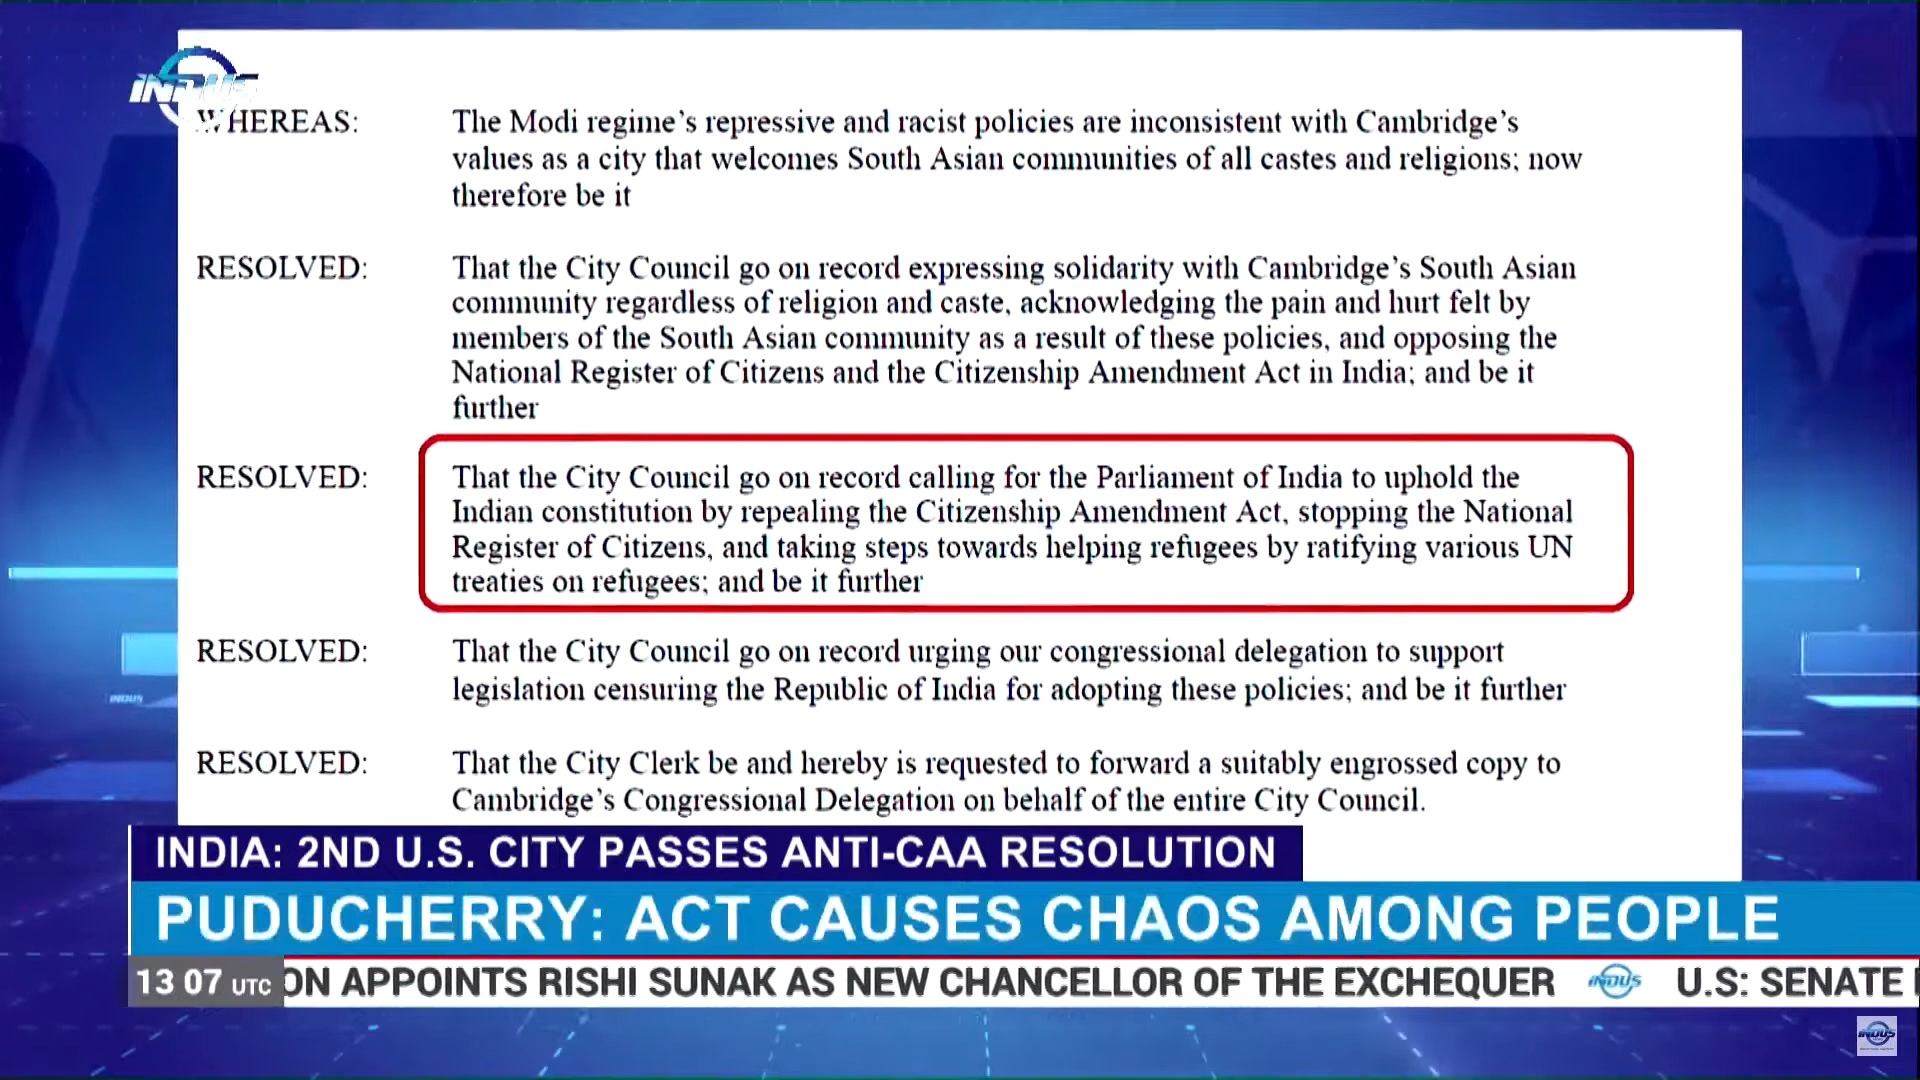 INDUS
WHEREAS:
The Modi regime's repressive and racist policies are inconsistent with Cambridge's
values as a city that welcomes South Asian communities of all castes and religions; now
therefore be it
RESOLVED:
That the City Council go on record expressing solidarity with Cambridge's South Asian
community regardless of religion and caste, acknowledging the pain and hurt felt by
members of the South Asian community as a result of these policies, and opposing the
National Register of Citizens and the Citizenship Amendment Act in India; and be it
further
RESOLVED:
That the City Council go on record calling for the Parliament of India to uphold the
Indian constitution by repealing the Citizenship Amendment Act, stopping the National
Register of Citizens, and taking steps towards helping refugees by ratifying various UN
treaties on refugees; and be it further
RESOLVED:
That the City Council go on record urging our congressional delegation to support
legislation censuring the Republic of India for adopting these policies; and be it further
INDUS
RESOLVED:
That the City Clerk be and hereby is requested to forward a suitably engrossed copy to
Cambridge's Congressional Delegation on behalf of the entire City Council.
INDIA: 2ND U.S. CITY PASSES ANTI-CAA RESOLUTION
PUDUCHERRY: ACT CAUSES CHAOS AMONG PEOPLE
13 07 UTC
ON APPOINTS RISHI SUNAK AS NEW CHANCELLOR OF THE EXCHEQUER INDUS U.S: SENATE
INDUS